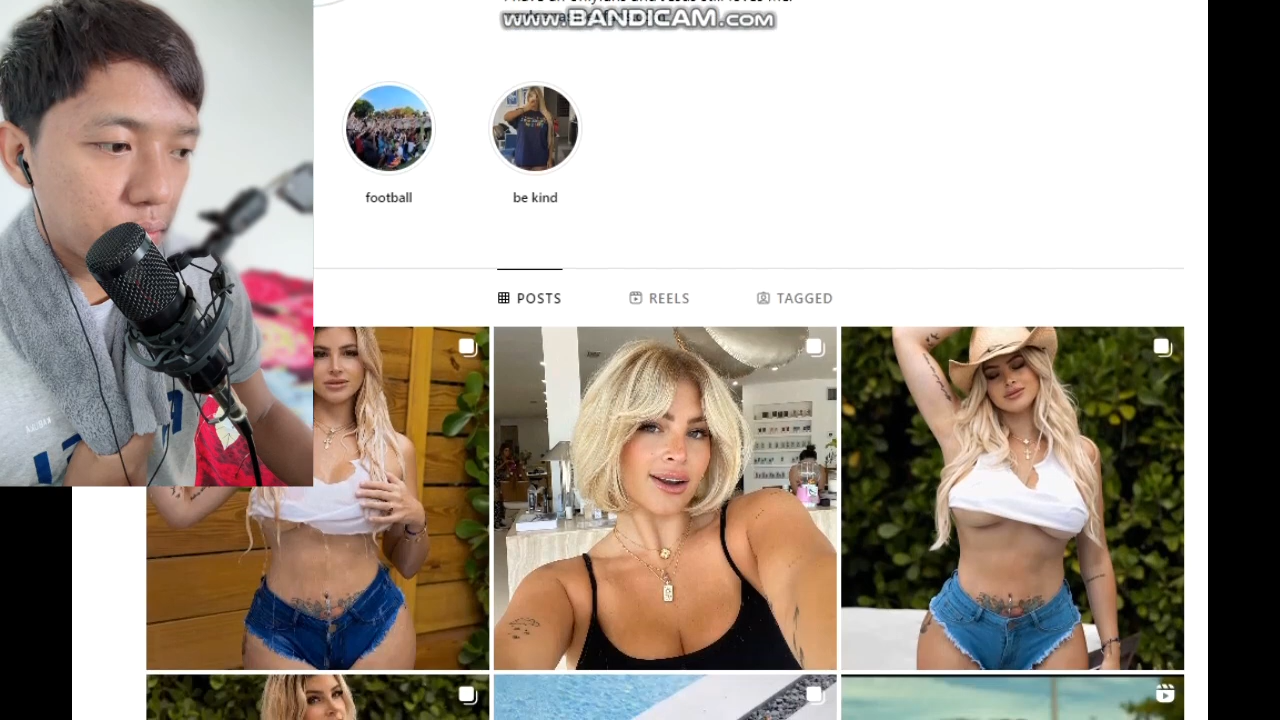 www.BANDICAM.com
football
be kind
POSTS
REELS
TAGGED